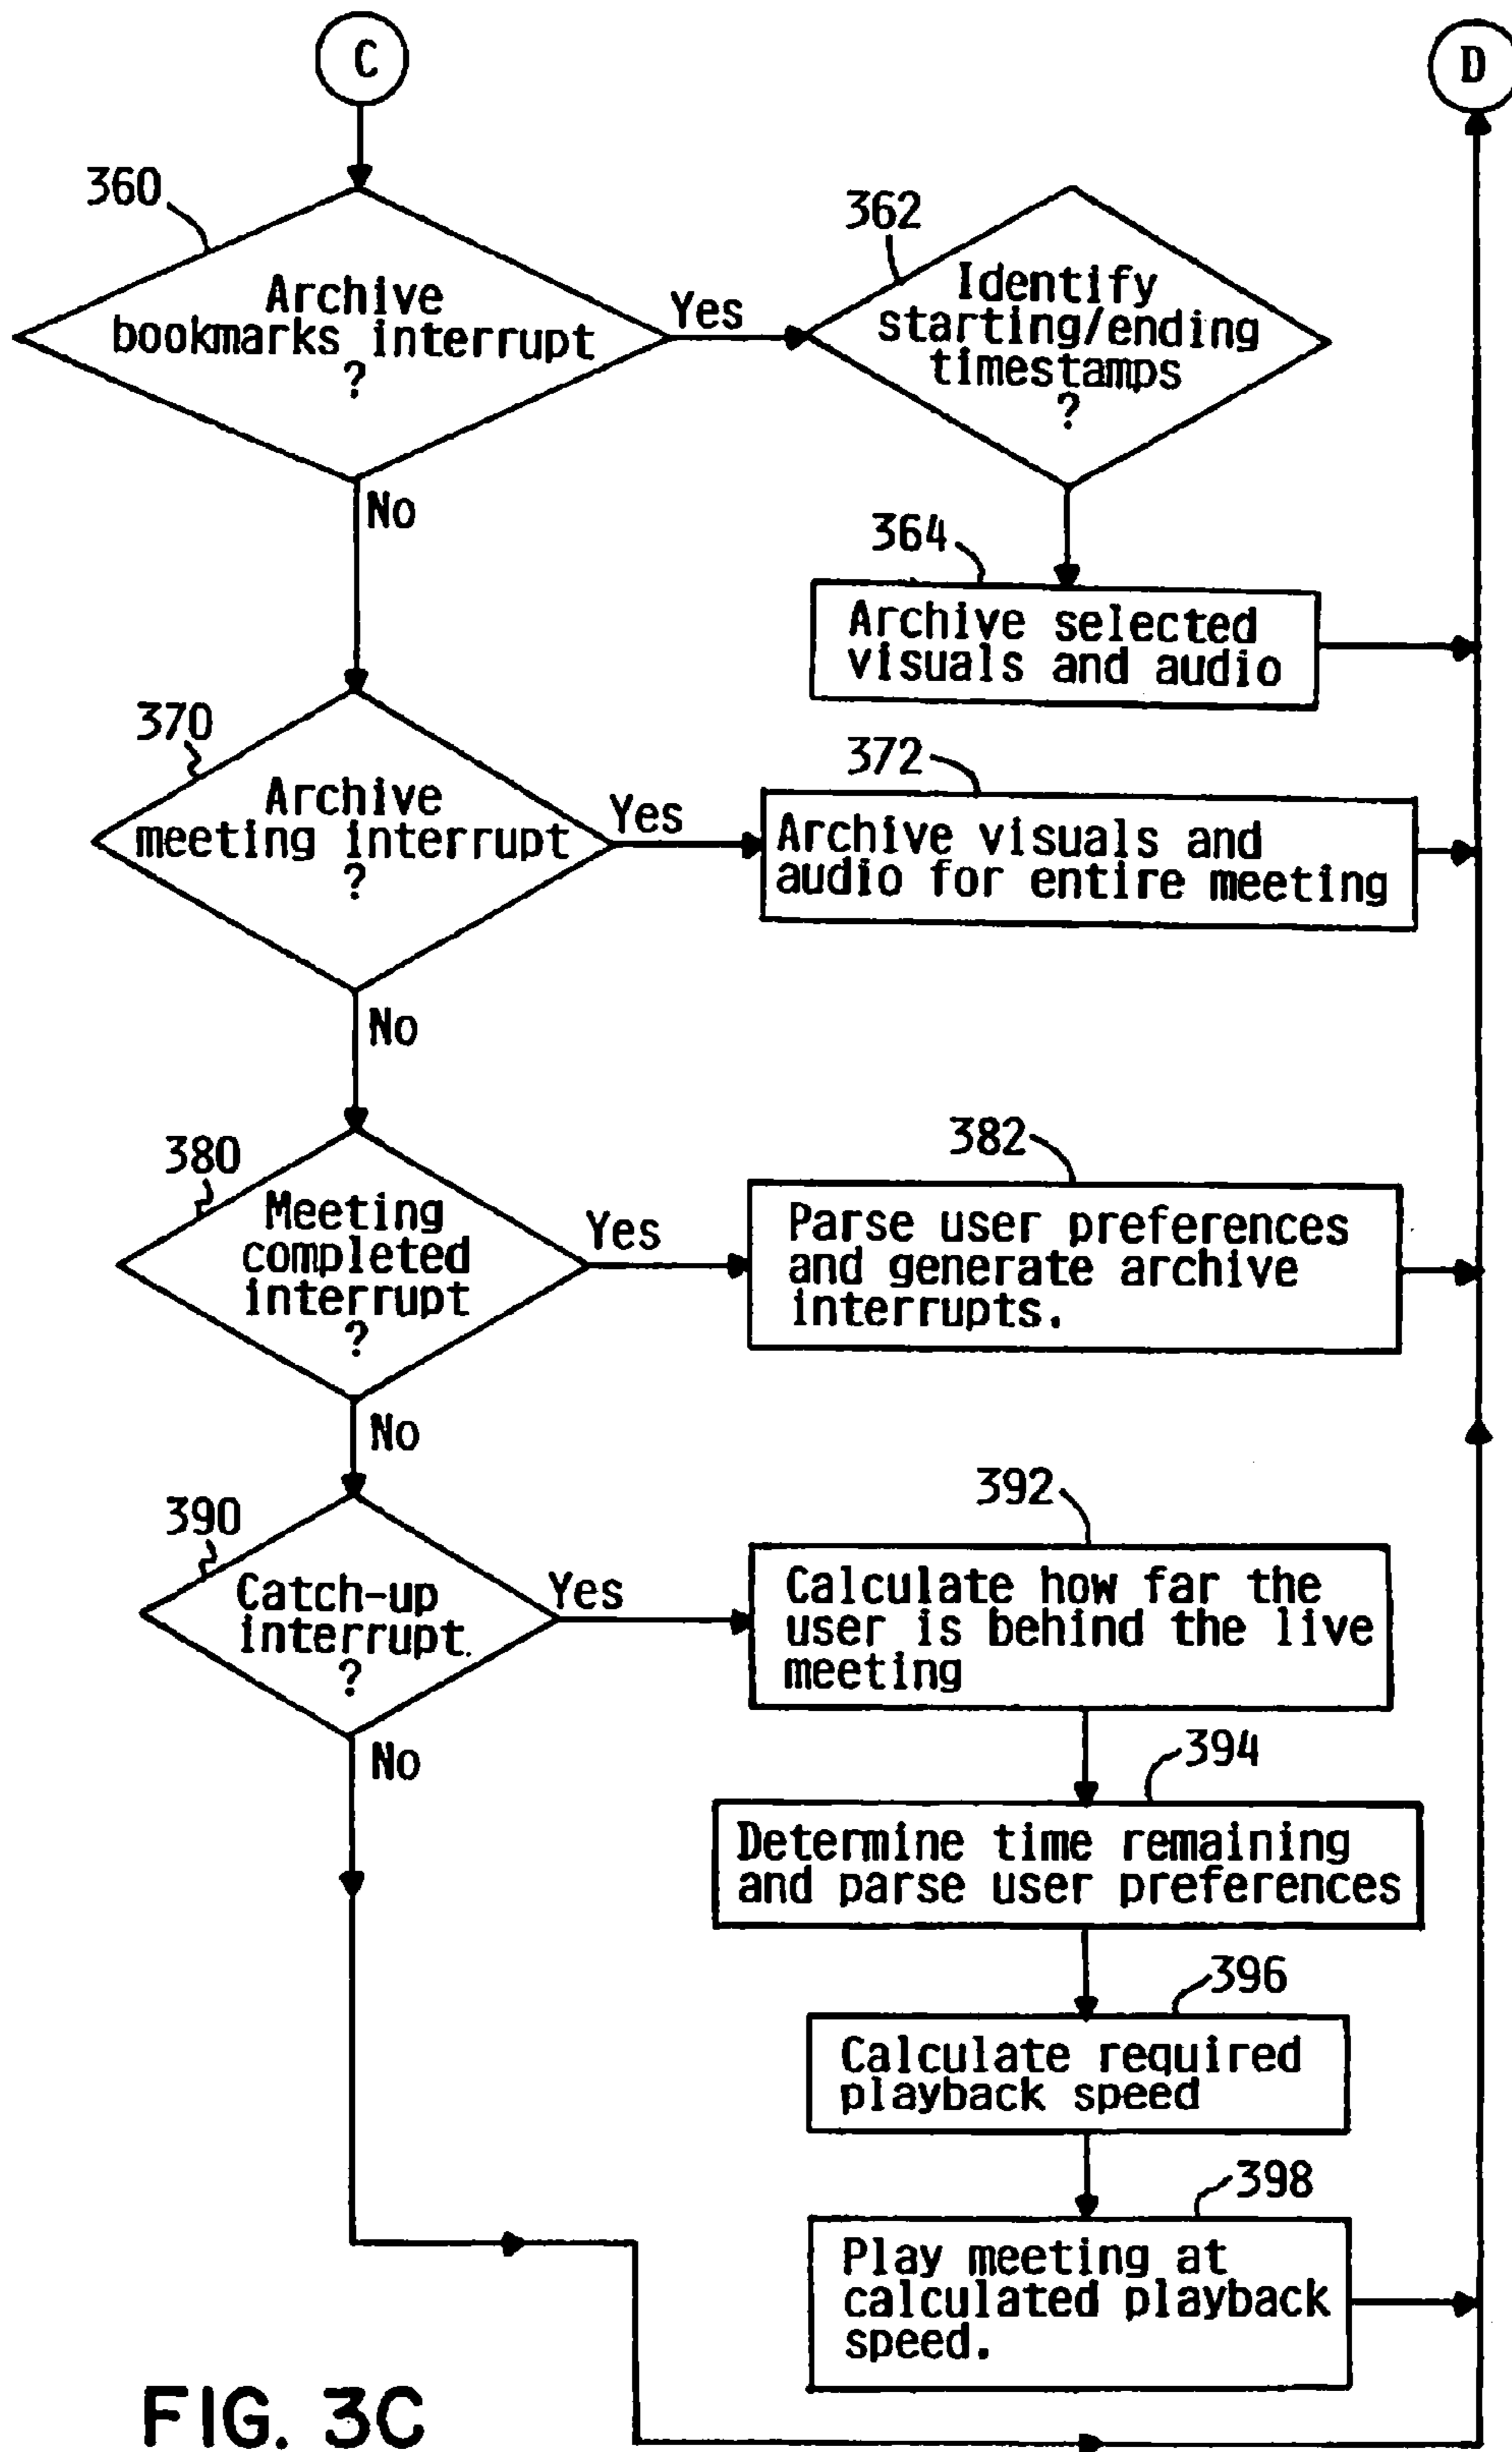 C
D
360
Archive
bookmarks interrupt
?
Yes
362
Identify
starting/ending
timestamps
?
No
364
Archive selected
visuals and audio
370
Archive
meeting interrupt
?
Yes
372
Archive visuals and
audio for entire meeting
No
380
Meeting
completed
interrupt
?
Yes
382
Parse user preferences
and generate archive
interrupts.
No
390
Catch-up
interrupt
?
Yes
392
Calculate how far the
user is behind the live
meeting
No
394
Determine time remaining
and parse user preferences
396
Calculate required
playback speed
398
Play meeting at
calculated playback
speed.
FIG. 3C